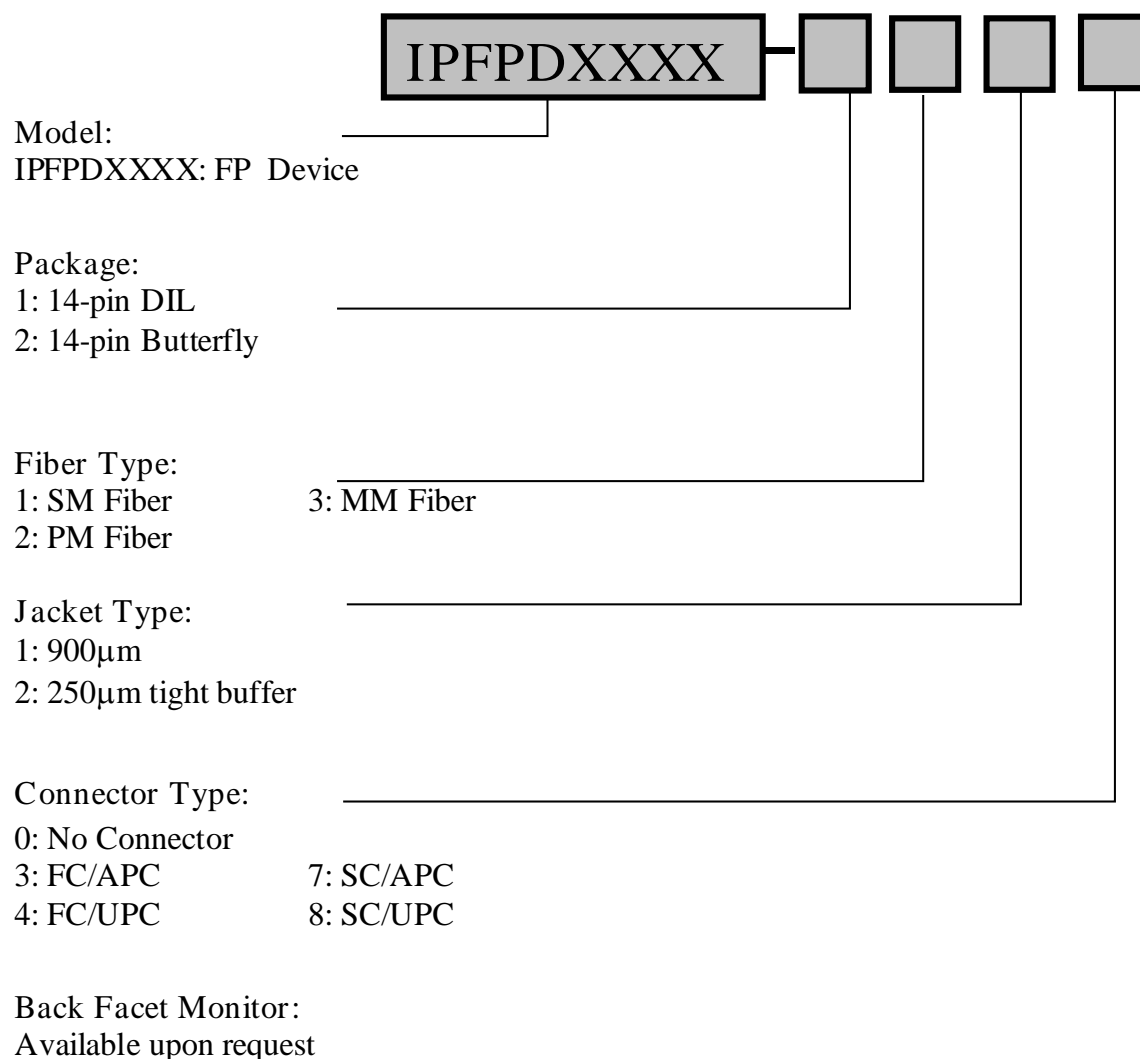 IPFPDXXXX
Model:
IPFPDXXXX: FP Device
Package:
1: 14-pin DIL
2: 14-pin Butterfly
Fiber Type:
1: SM Fiber 3: MM Fiber
2: PM Fiber
Jacket Type:
1: 900μm
2: 250μm tight buffer
Connector Type:
0: No Connector
3: FC/APC 7: SC/APC
4: FC/UPC 8: SC/UPC
Back Facet Monitor:
Available upon request